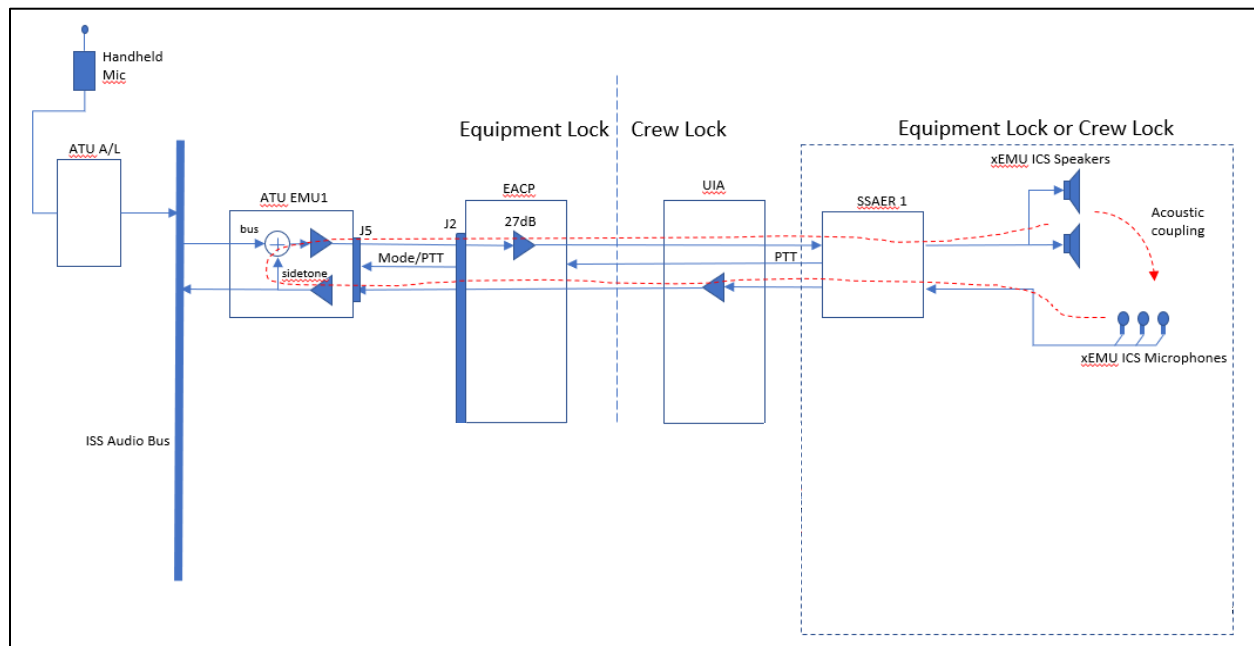 Handheld
Mic
Equipment Lock
Crew Lock
Equipment Lock or Crew Lock
ATU A/L
xEMU ICS Speakers
ATU EMU1
EACP
UIA
SSAER 1
Acoustic
coupling
bus
J5
J2
27dB
sidetone
Mode/PTT
PTT
xEMU ICS Microphones
ISS Audio Bus